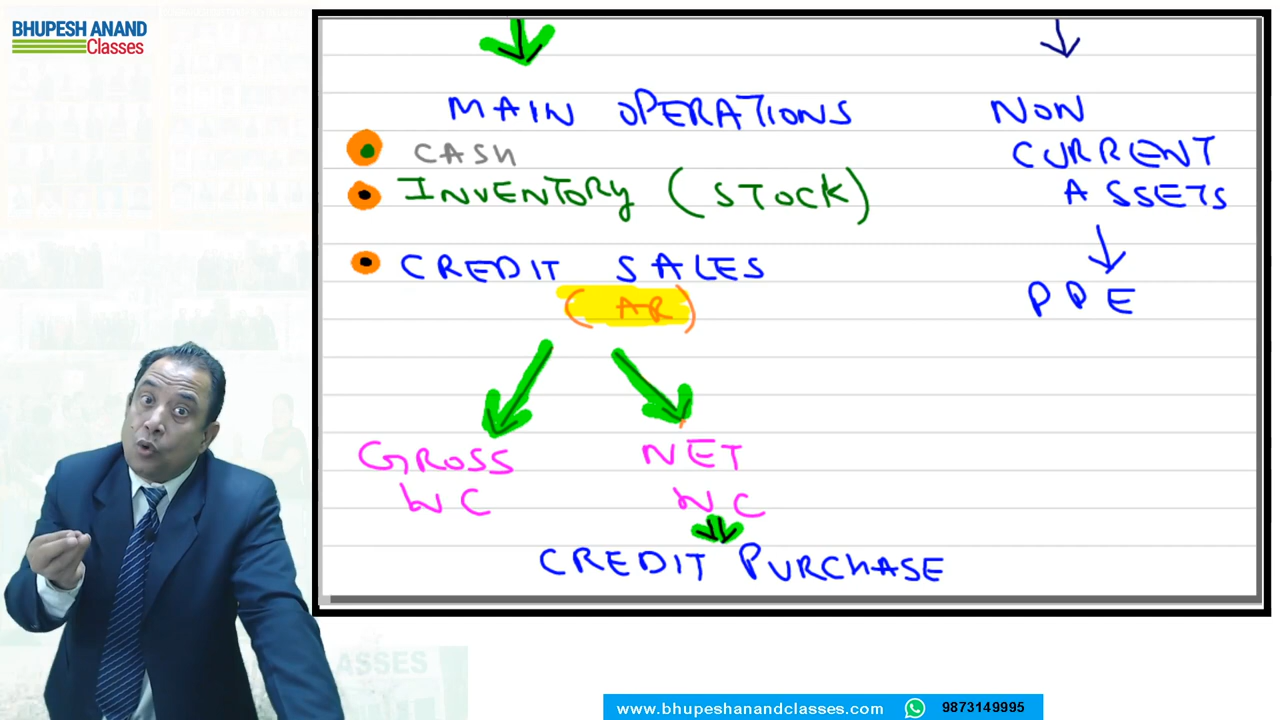 BHUPESH ANAND
Classes
MAIN OPERATIONS
CASH
INVENTORY (STOCK)
CREDIT SALES
(AR)
GROSS
WC
NET
WC
CREDIT PURCHASE
NON
CURRENT
ASSETS
PPE
CLASSES
www.bhupeshanandclasses.com
9873149995